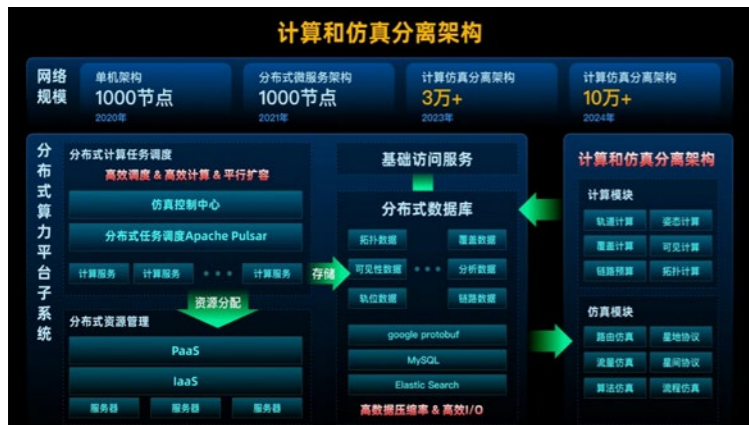 计算和仿真分离架构
网络规模
单机架构
1000节点
2020年
分布式微服务架构
1000节点
2021年
计算仿真分离架构
3万+
2023年
计算仿真分离架构
10万+
2024年
分布式算力平台子系统
分布式计算任务调度
高效调度 & 高效计算 & 平行扩容
仿真控制中心
分布式任务调度Apache Pulsar
计算服务 计算服务 计算服务
资源分配
分布式资源管理
PaaS
IaaS
服务器 服务器 服务器
存储
基础访问服务
分布式数据库
拓扑数据 覆盖数据
可见性数据 分析数据
轨位数据 链路数据
google protobuf
MySQL
Elastic Search
高数据压缩率 & 高效I/O
计算和仿真分离架构
计算模块
轨道计算 姿态计算
覆盖计算 可见计算
链路预算 拓扑计算
仿真模块
路由仿真 星地协议
流量仿真 星间协议
算法仿真 流程仿真